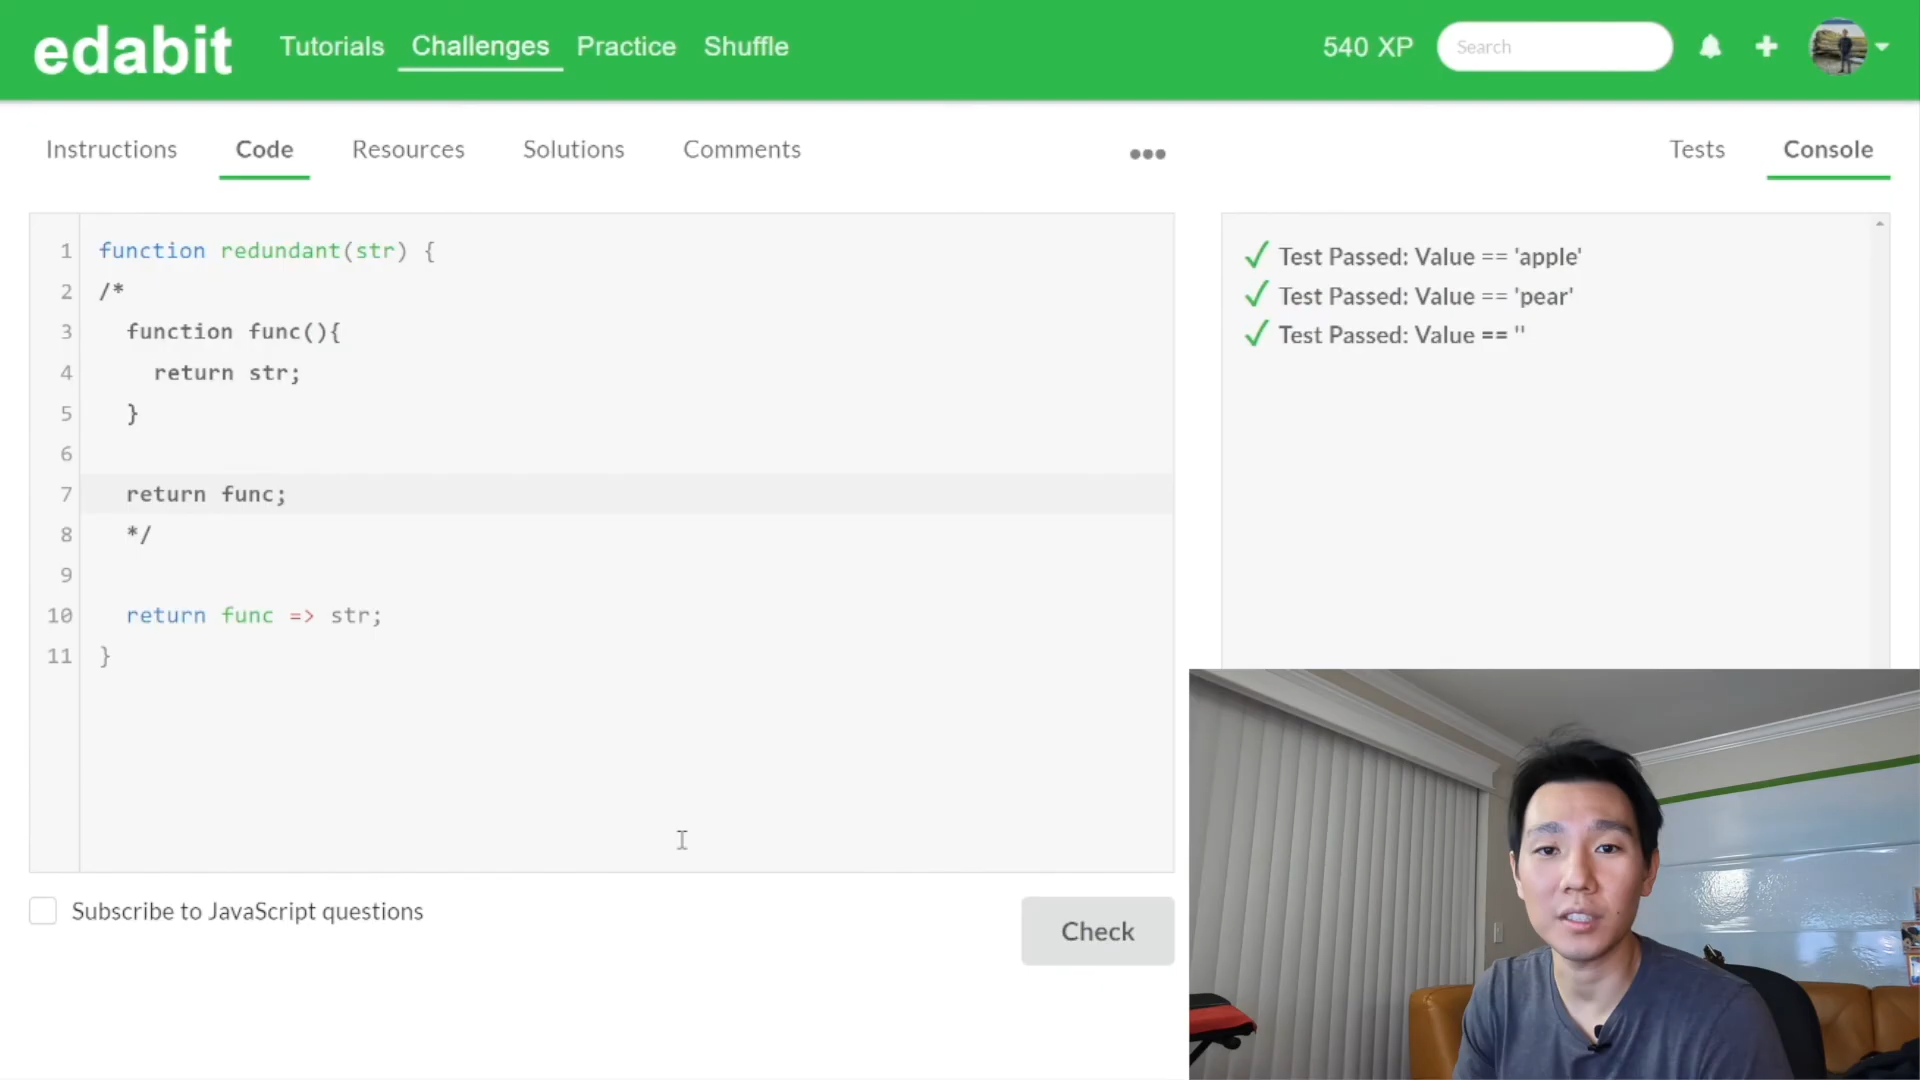 edabit Tutorials Challenges Practice Shuffle 540 XP Search
Instructions Code Resources Solutions Comments Tests Console
1 function redundant(str) {
2 /*
3 function func(){
4 return str;
5 }
6
7 return func;
8 */
9
10 return func => str;
11 }
Test Passed: Value == 'apple'
Test Passed: Value == 'pear'
Test Passed: Value == ''
Subscribe to JavaScript questions
Check